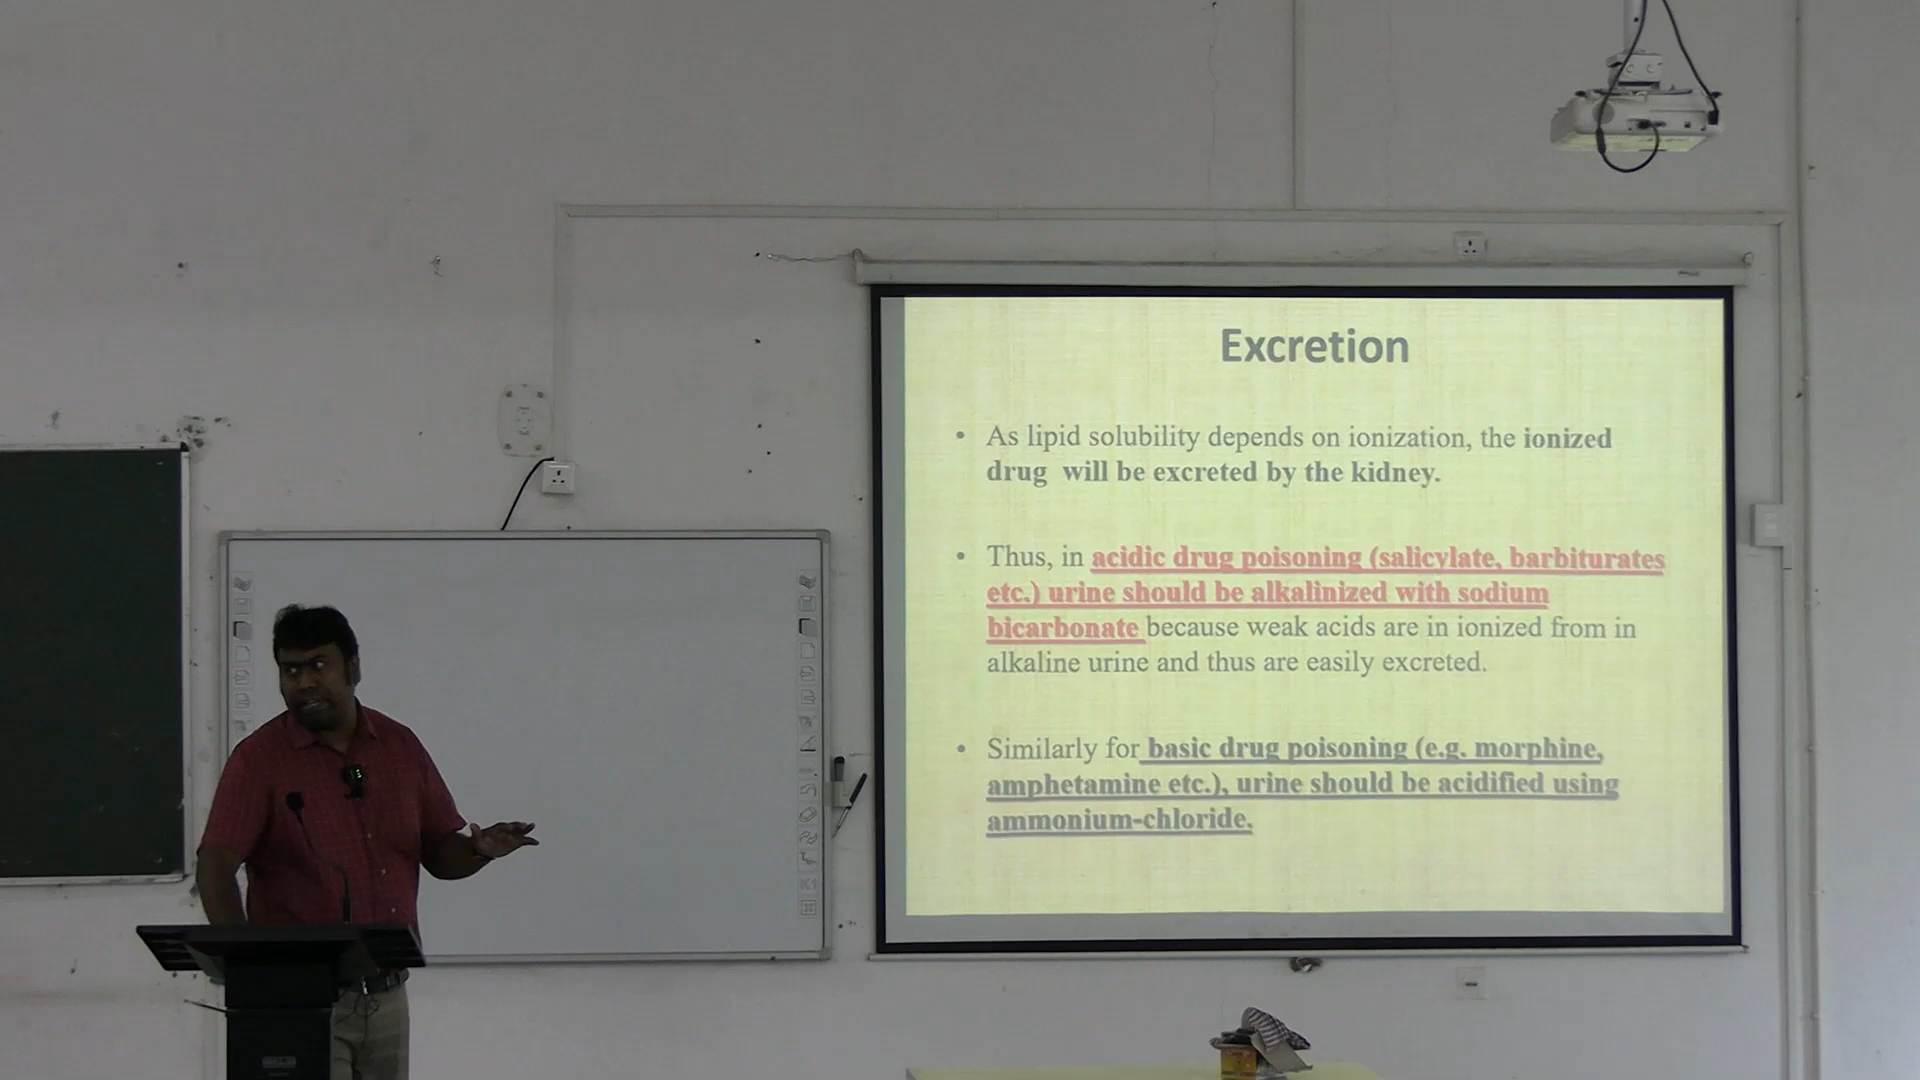 Excretion
• As lipid solubility depends on ionization, the ionized
drug will be excreted by the kidney.
• Thus, in acidic drug poisoning (salicylate, barbiturates
etc.) urine should be alkalinized with sodium
bicarbonate because weak acids are in ionized from in
alkaline urine and thus are easily excreted.
• Similarly for basic drug poisoning (e.g. morphine,
amphetamine etc.), urine should be acidified using
ammonium-chloride.